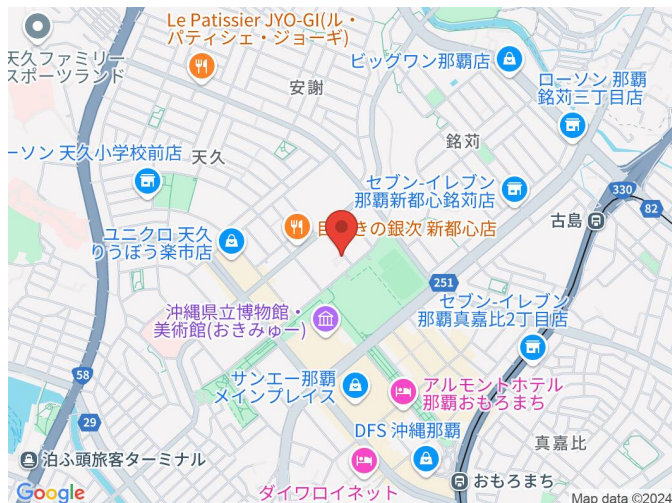 Le Patissier JYO-GI(ル・
パティシェ・ジョーギ)
天久ファミリー
スポーツランド
安謝
ビッグワン那覇店
ローソン 那覇
銘苅三丁目店
銘苅
ーソン 天久小学校前店
天久
セブン-イレブン
那覇新都心銘苅店
330
82
古島
ユニクロ 天久
りうぼう楽市店
きの銀次 新都心店
251
セブン-イレブン
那覇真嘉比2丁目店
沖縄県立博物館・
美術館(おきみゅー)
58
サンエー那覇
メインプレイス
アルモントホテル
那覇おもろまち
29
DFS 沖縄那覇
真嘉比
泊ふ頭旅客ターミナル
おもろまち
Google
ダイワロイネット
Map data ©2024